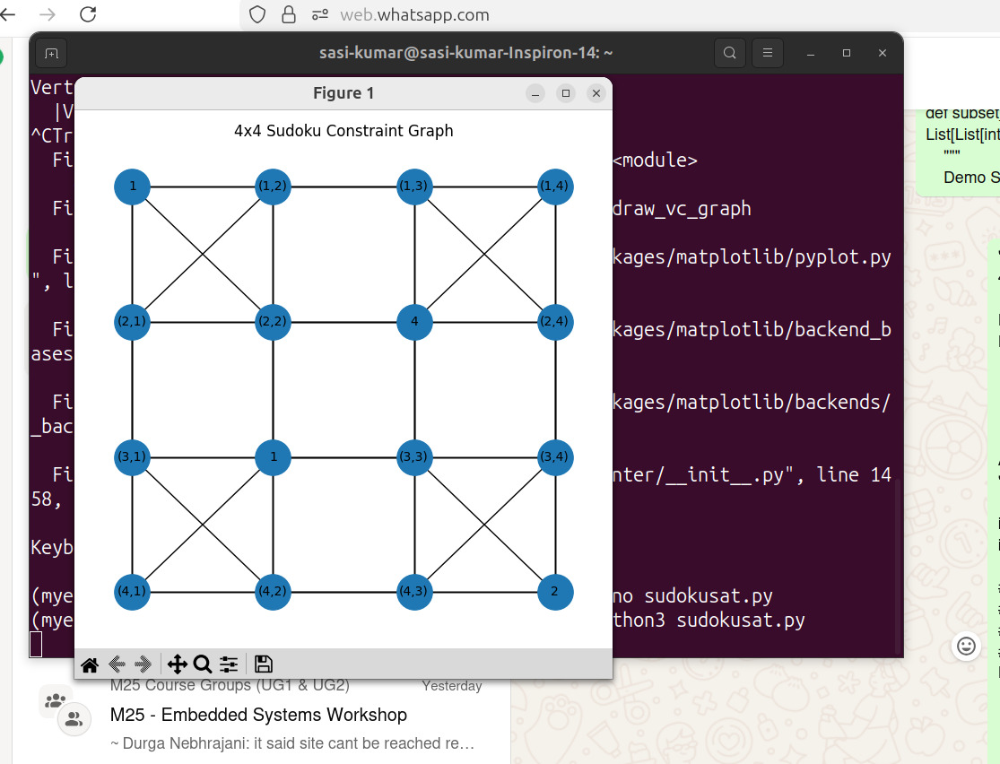 web.whatsapp.com
sasi-kumar@sasi-kumar-Inspiron-14: ~
Vert
|V
^CTr
Fi
<module>
Fi
draw_vc_graph
Fi
kages/matplotlib/pyplot.py
", l
Fi
kages/matplotlib/backend_b
ases
Fi
kages/matplotlib/backends/
_bac
Fi
nter/__init__.py", line 14
58,
Keyb
(mye
no sudokusat.py
(mye
thon3 sudokusat.py
Figure 1
4x4 Sudoku Constraint Graph
1 (1,2) (1,3) (1,4)
(2,1) (2,2) 4 (2,4)
(3,1) 1 (3,3) (3,4)
(4,1) (4,2) (4,3) 2
def subset
List[List[int
"""
Demo S
M25 Course Groups (UG1 & UG2) Yesterday
M25 - Embedded Systems Workshop
~ Durga Nebhrajani: it said site cant be reached re…